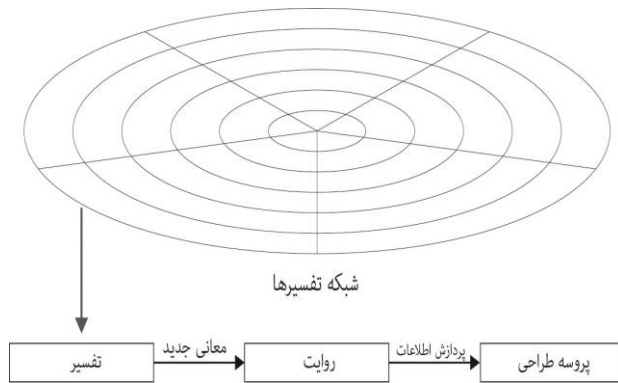 شبکه تفسیرها
تفسیر
معانی جدید
روایت
پردازش اطلاعات
پروسه طراحی